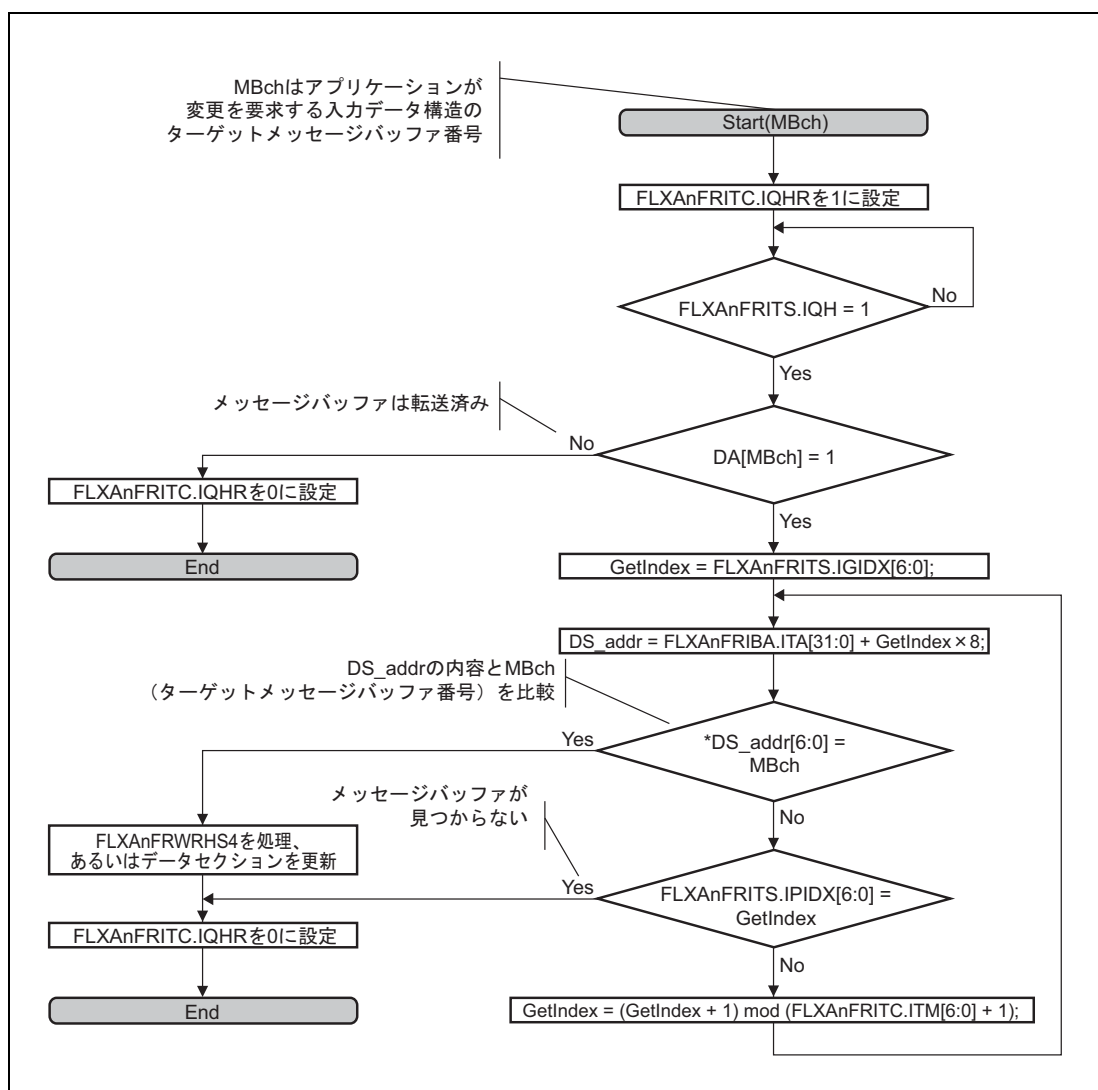 MBchはアプリケーションが
変更を要求する入力データ構造の
ターゲットメッセージバッファ番号
Start(MBch)
FLXAnFRITC.IQHRを1に設定
FLXAnFRITS.IQH = 1
No
Yes
メッセージバッファは転送済み
No
DA[MBch] = 1
FLXAnFRITC.IQHRを0に設定
Yes
End
GetIndex = FLXAnFRITS.IGIDX[6:0];
DS_addr = FLXAnFRIBA.ITA[31:0] + GetIndex×8;
DS_addrの内容とMBch
（ターゲットメッセージバッファ番号）を比較
Yes
*DS_addr[6:0] =
MBch
メッセージバッファが
見つからない
No
FLXAnFRWRHS4を処理、
あるいはデータセクションを更新
Yes
FLXAnFRITS.IPIDX[6:0] =
GetIndex
FLXAnFRITC.IQHRを0に設定
No
End
GetIndex = (GetIndex + 1) mod (FLXAnFRITC.ITM[6:0] + 1);